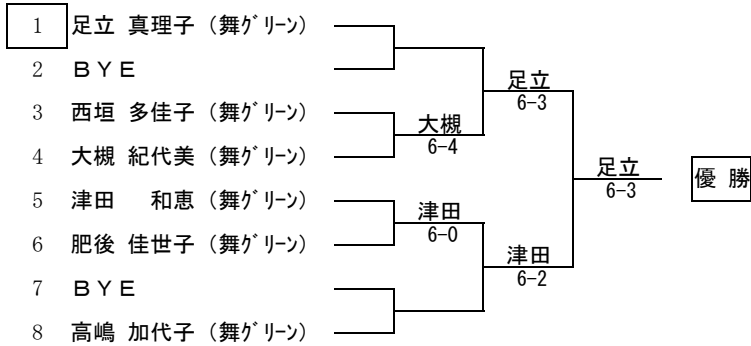 1 足立 真理子 (舞ｸﾞﾘｰﾝ)
2 ＢＹＥ
足立
6-3
3 西垣 多佳子 (舞ｸﾞﾘｰﾝ)
大槻
6-4
4 大槻 紀代美 (舞ｸﾞﾘｰﾝ)
足立
6-3
優 勝
5 津田 和恵 (舞ｸﾞﾘｰﾝ)
津田
6-0
6 肥後 佳世子 (舞ｸﾞﾘｰﾝ)
津田
6-2
7 ＢＹＥ
8 高嶋 加代子 (舞ｸﾞﾘｰﾝ)